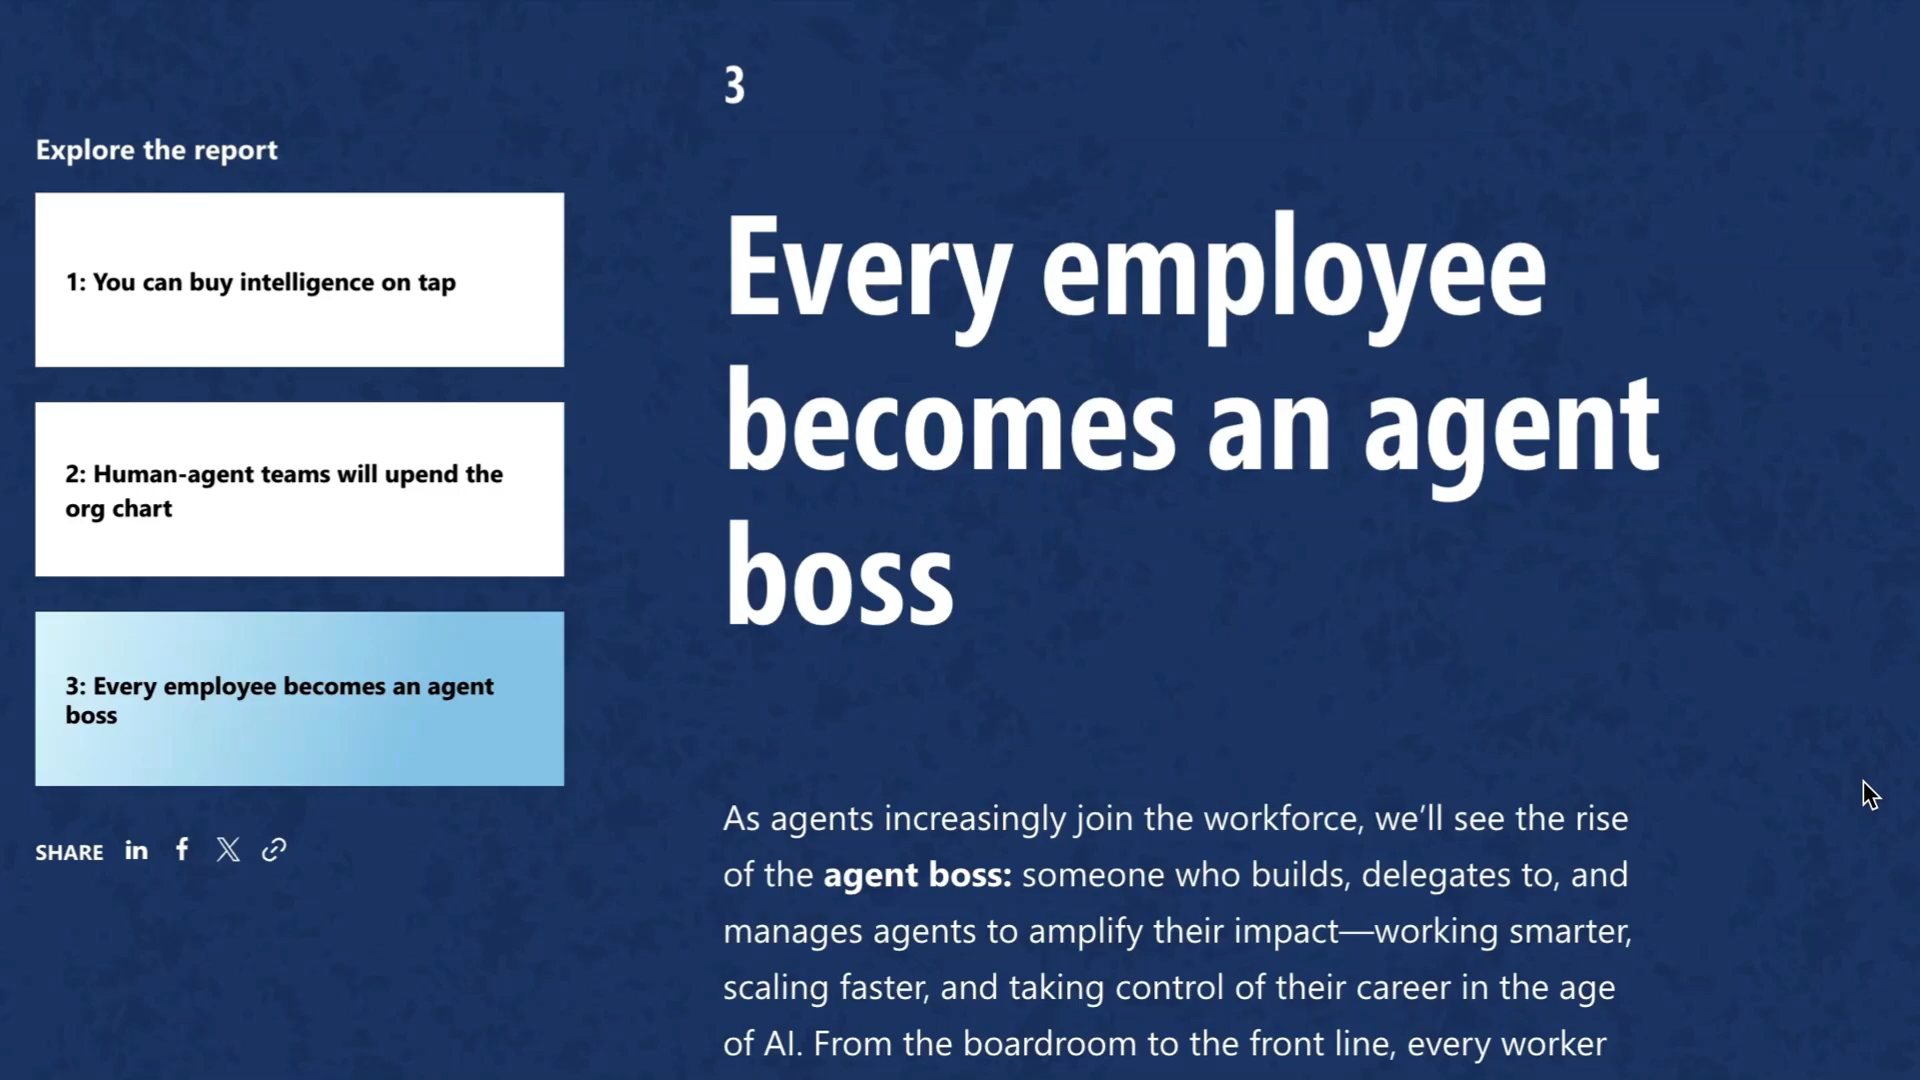 Explore the report
1: You can buy intelligence on tap
2: Human-agent teams will upend the
org chart
3: Every employee becomes an agent
boss
SHARE
3
Every employee
becomes an agent
boss
As agents increasingly join the workforce, we’ll see the rise
of the agent boss: someone who builds, delegates to, and
manages agents to amplify their impact—working smarter,
scaling faster, and taking control of their career in the age
of AI. From the boardroom to the front line, every worker